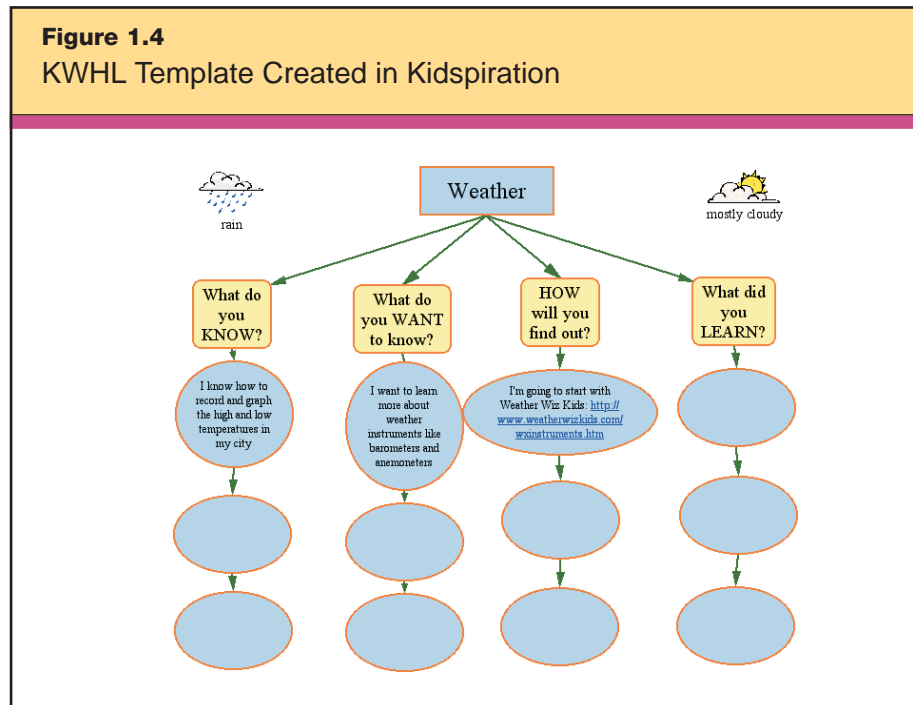 Figure 1.4
KWHL Template Created in Kidspiration
Weather
rain
mostly cloudy
What do
you
KNOW?
What do
you WANT
to know?
HOW
will you
find out?
What did
you
LEARN?
I know how to
record and graph
the high and low
temperatures in
my city
I want to learn
more about
weather
instruments like
barometers and
anemoneters
I'm going to start with
Weather Wiz Kids: http://
www.weatherwizkids.com/
wxinstruments.htm